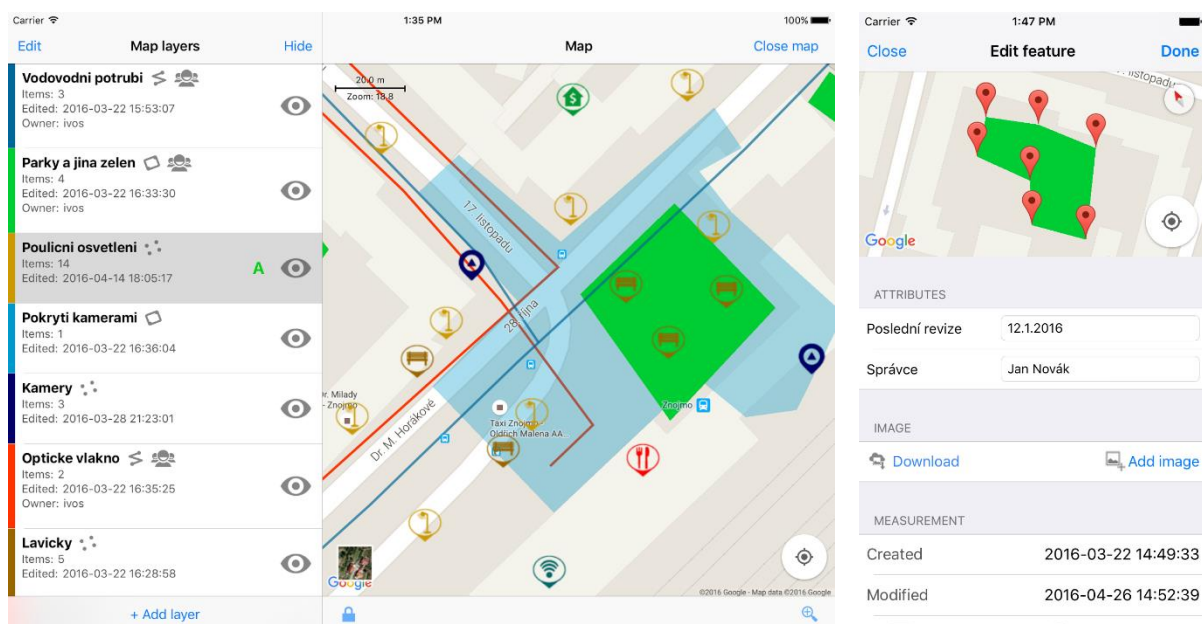 Carrier
1:35 PM
100%
Edit
Map layers
Hide
Map
Close map
Vodovodni potrubi
Items: 3
Edited: 2016-03-22 15:53:07
Owner: ivos
Parky a jina zelen
Items: 4
Edited: 2016-03-22 16:33:30
Owner: ivos
Poulicni osvetleni
Items: 14
Edited: 2016-04-14 18:05:17
A
Pokryti kamerami
Items: 1
Edited: 2016-03-22 16:36:04
Kamery
Items: 3
Edited: 2016-03-28 21:23:01
Opticke vlakno
Items: 2
Edited: 2016-03-22 16:35:25
Owner: ivos
Lavicky
Items: 5
Edited: 2016-03-22 16:28:58
+ Add layer
20.0 m
Zoom: 18.8
17. listopadu
28. října
Dr. M. Horákové
r. Milady
- Znojmo
Taxi Znojmo -
Oldřich Malena AA..
Znojmo
Google
©2016 Google - Map data ©2016 Google
Carrier
1:47 PM
Close
Edit feature
Done
listopadu
Google
ATTRIBUTES
Poslední revize
12.1.2016
Správce
Jan Novák
IMAGE
Download
Add image
MEASUREMENT
Created
2016-03-22 14:49:33
Modified
2016-04-26 14:52:39